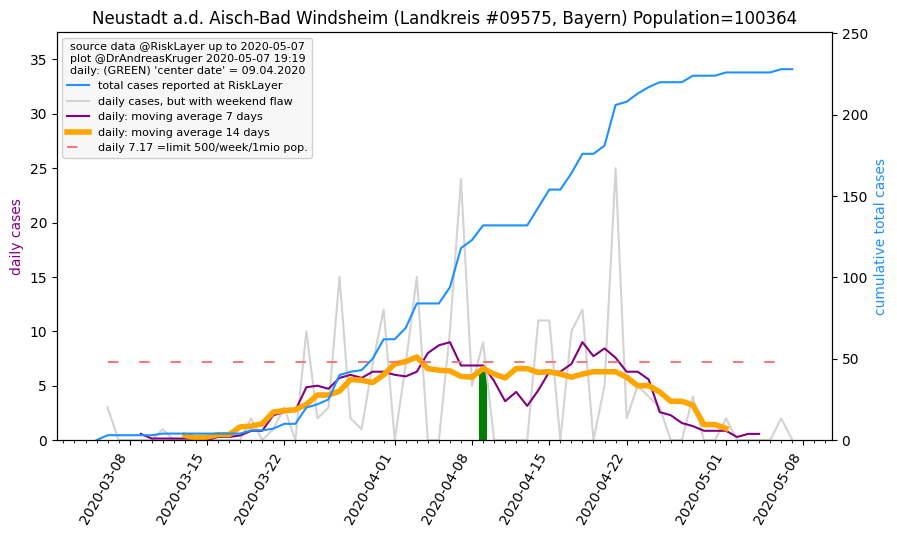 Neustadt a.d. Aisch-Bad Windsheim (Landkreis #09575, Bayern) Population=100364
source data @RiskLayer up to 2020-05-07
plot @DrAndreasKruger 2020-05-07 19:19
daily: (GREEN) 'center date' = 09.04.2020
total cases reported at RiskLayer
daily cases, but with weekend flaw
daily: moving average 7 days
daily: moving average 14 days
daily 7.17 =limit 500/week/1mio pop.
daily cases
35
30
25
20
15
10
5
0
cumulative total cases
250
200
150
100
50
0
2020-03-08
2020-03-15
2020-03-22
2020-04-01
2020-04-08
2020-04-15
2020-04-22
2020-05-01
2020-05-08